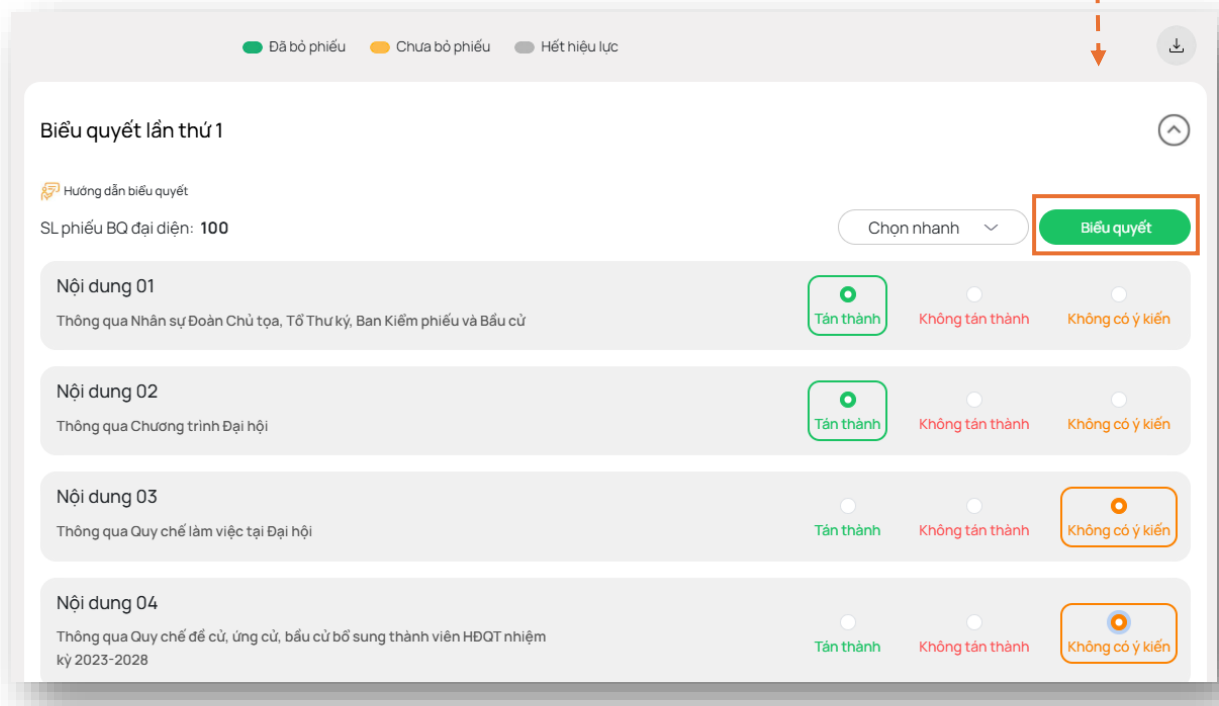 Đã bỏ phiếu Chưa bỏ phiếu Hết hiệu lực
Biểu quyết lần thứ 1
Hướng dẫn biểu quyết
SL phiếu BQ đại diện: 100
Chọn nhanh
Biểu quyết
Nội dung 01
Thông qua Nhân sự Đoàn Chủ tọa, Tổ Thư ký, Ban Kiểm phiếu và Bầu cử
Tán thành Không tán thành Không có ý kiến
Nội dung 02
Thông qua Chương trình Đại hội
Tán thành Không tán thành Không có ý kiến
Nội dung 03
Thông qua Quy chế làm việc tại Đại hội
Tán thành Không tán thành Không có ý kiến
Nội dung 04
Thông qua Quy chế đề cử, ứng cử, bầu cử bổ sung thành viên HĐQT nhiệm
kỳ 2023-2028
Tán thành Không tán thành Không có ý kiến